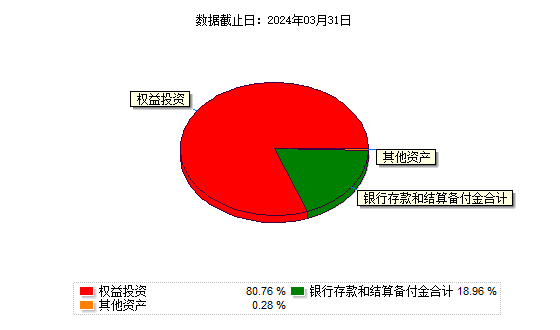 数据截止日：2024年03月31日
权益投资
其他资产
银行存款和结算备付金合计
权益投资 80.76 % 银行存款和结算备付金合计 18.96 %
其他资产 0.28 %